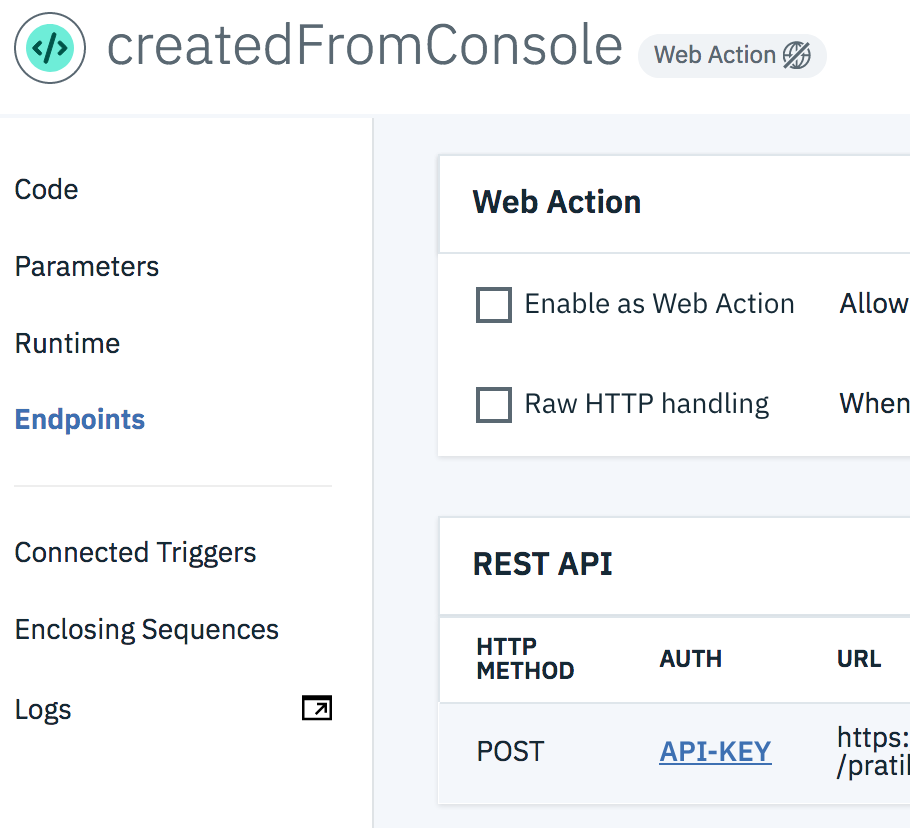 createdFromConsole
Web Action
Code
Parameters
Runtime
Endpoints
Connected Triggers
Enclosing Sequences
Logs
Web Action
Enable as Web Action Allow
Raw HTTP handling When
REST API
HTTP METHOD AUTH URL
POST API-KEY https:
/pratil